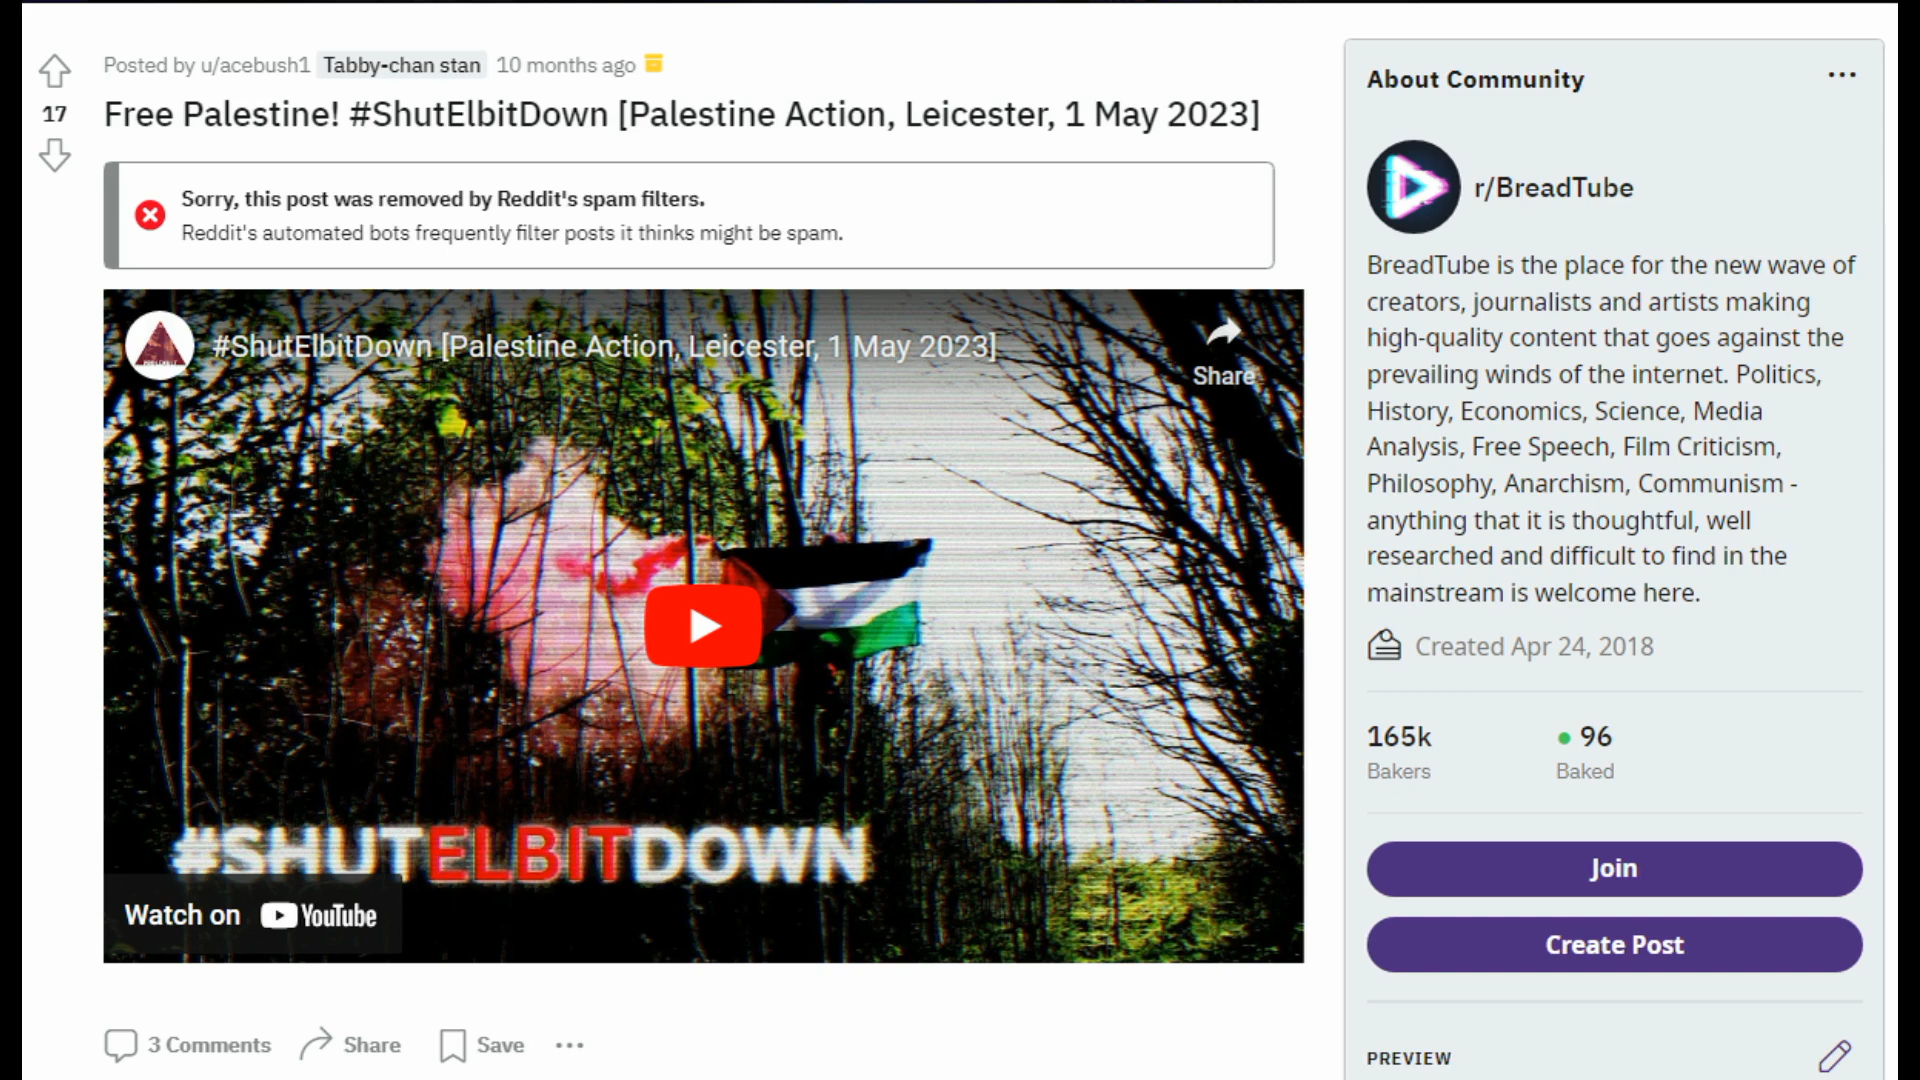 Posted by u/acebush1 Tabby-chan stan 10 months ago
17
Free Palestine! #ShutElbitDown [Palestine Action, Leicester, 1 May 2023]
Sorry, this post was removed by Reddit's spam filters.
Reddit's automated bots frequently filter posts it thinks might be spam.
#ShutElbitDown [Palestine Action, Leicester, 1 May 2023]
Share
#SHUTELBITDOWN
Watch on YouTube
3 Comments Share Save
About Community
r/BreadTube
BreadTube is the place for the new wave of
creators, journalists and artists making
high-quality content that goes against the
prevailing winds of the internet. Politics,
History, Economics, Science, Media
Analysis, Free Speech, Film Criticism,
Philosophy, Anarchism, Communism -
anything that it is thoughtful, well
researched and difficult to find in the
mainstream is welcome here.
Created Apr 24, 2018
165k 96
Bakers Baked
Join
Create Post
PREVIEW